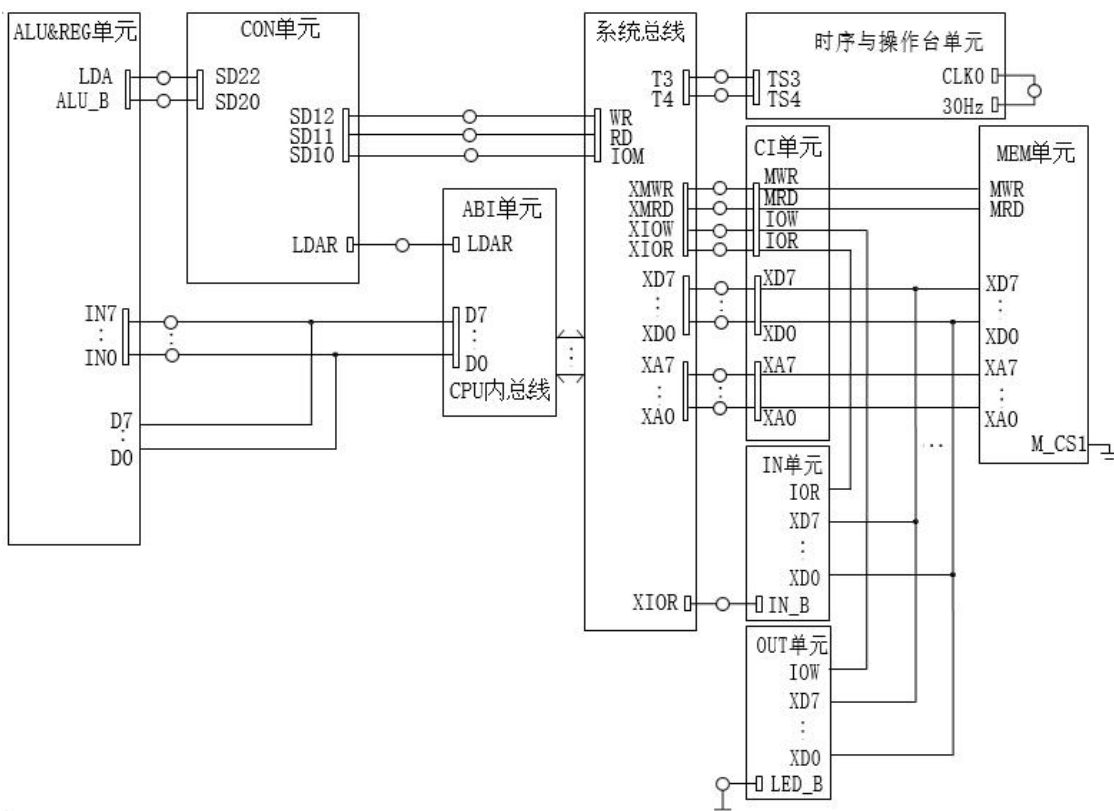 ALU&REG单元
LDA
ALU_B
IN7
IN0
D7
D0
CON单元
SD22
SD20
SD12
SD11
SD10
LDAR
ABI单元
LDAR
D7
D0
CPU内总线
系统总线
T3
T4
WR
RD
IOM
XMWR
XMRD
XIOW
XIOR
XD7
XD0
XA7
XA0
XIOR
时序与操作台单元
TS3
TS4
CLK0
30Hz
CI单元
MWR
MRD
IOW
IOR
XD7
XD0
XA7
XA0
MEM单元
MWR
MRD
XD7
XD0
XA7
XA0
M_CS1
IN单元
IOR
XD7
XD0
IN_B
OUT单元
IOW
XD7
XD0
LED_B